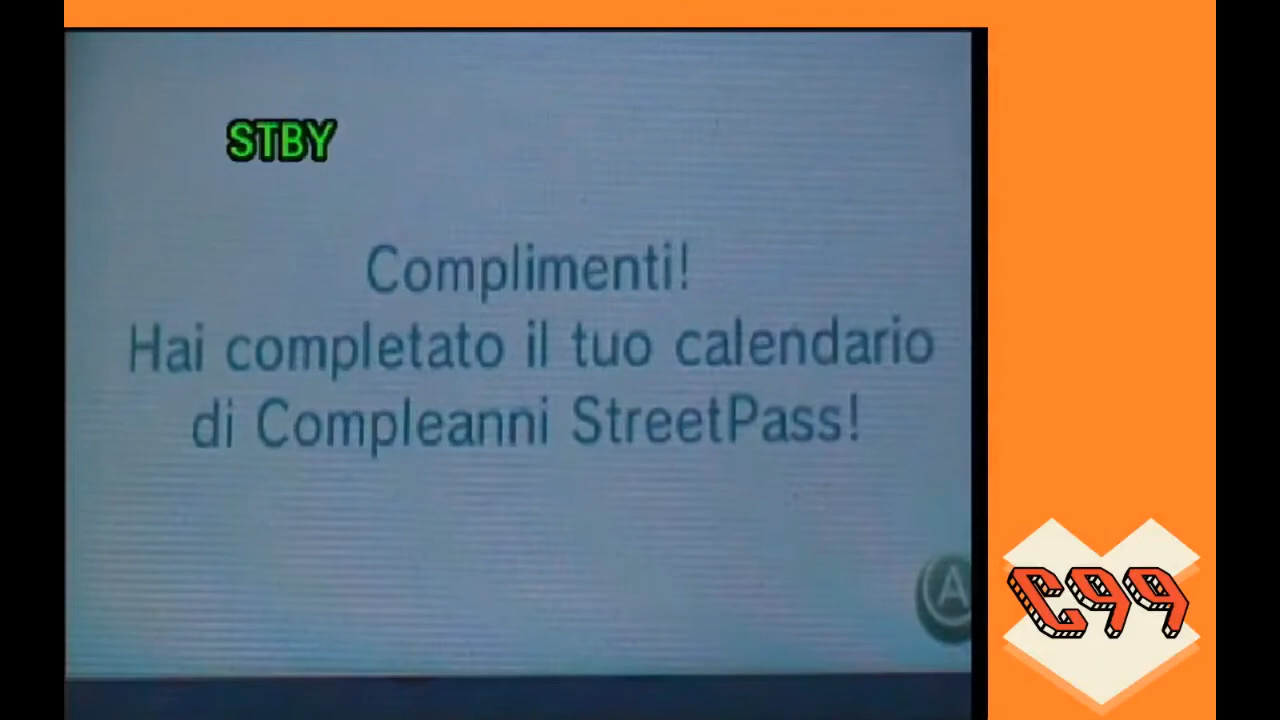 STBY
Complimenti!
Hai completato il tuo calendario
di Compleanni StreetPass!
A
C99